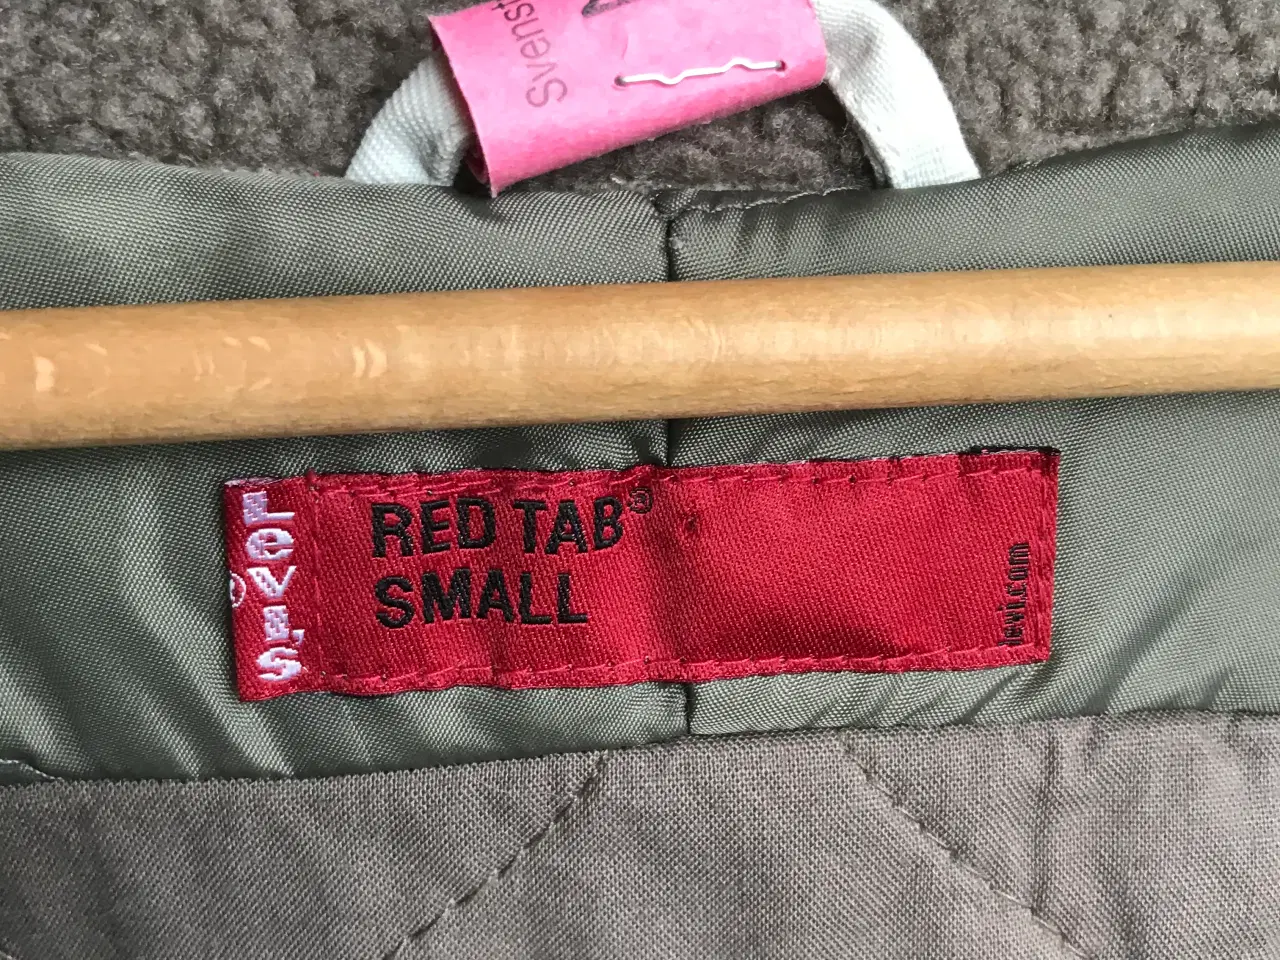 Svenst
RED TAB®
SMALL
LEVI'S
levi.com